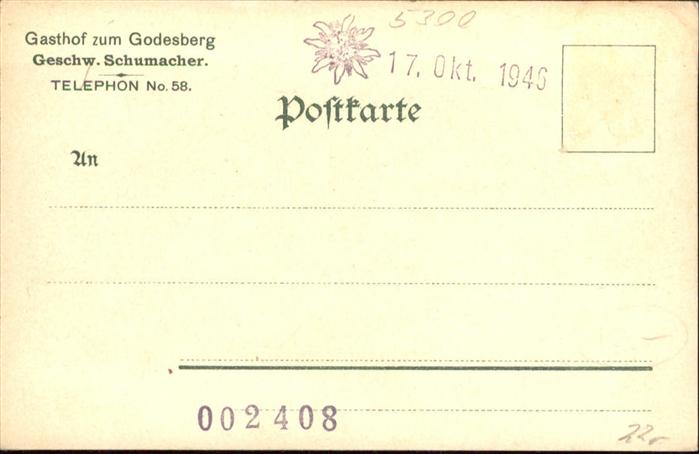 Gasthof zum Godesberg
Geschw. Schumacher.
TELEPHON No. 58.
5300
17. Okt. 1946
Postkarte
An
002408